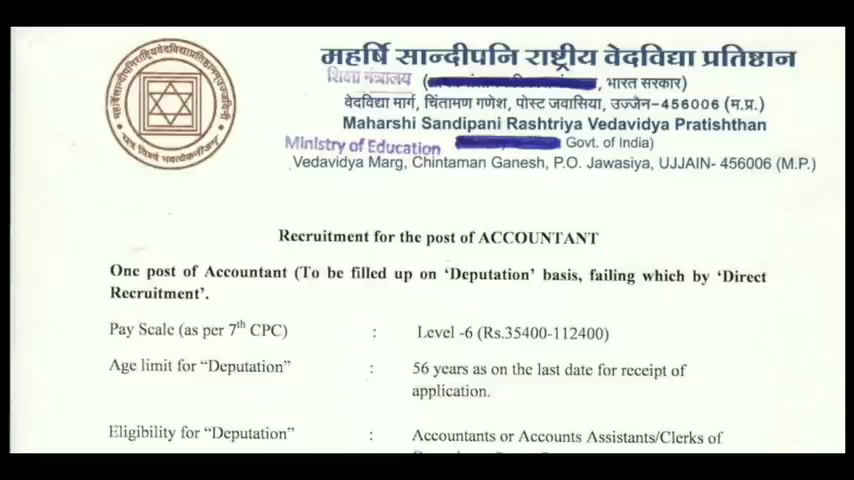 महर्षि सान्दीपनि राष्ट्रीय वेदविद्या प्रतिष्ठान
शिक्षा मंत्रालय ( , भारत सरकार)
वेदविद्या मार्ग, चिंतामण गणेश, पोस्ट जवासिया, उज्जैन-456006 (म.प्र.)
Maharshi Sandipani Rashtriya Vedavidya Pratishthan
Ministry of Education Govt. of India)
Vedavidya Marg, Chintaman Ganesh, P.O. Jawasiya, UJJAIN- 456006 (M.P.)
Recruitment for the post of ACCOUNTANT
One post of Accountant (To be filled up on ‘Deputation’ basis, failing which by ‘Direct
Recruitment’.
Pay Scale (as per 7th CPC) : Level -6 (Rs.35400-112400)
Age limit for “Deputation” : 56 years as on the last date for receipt of
application.
Eligibility for “Deputation” : Accountants or Accounts Assistants/Clerks of